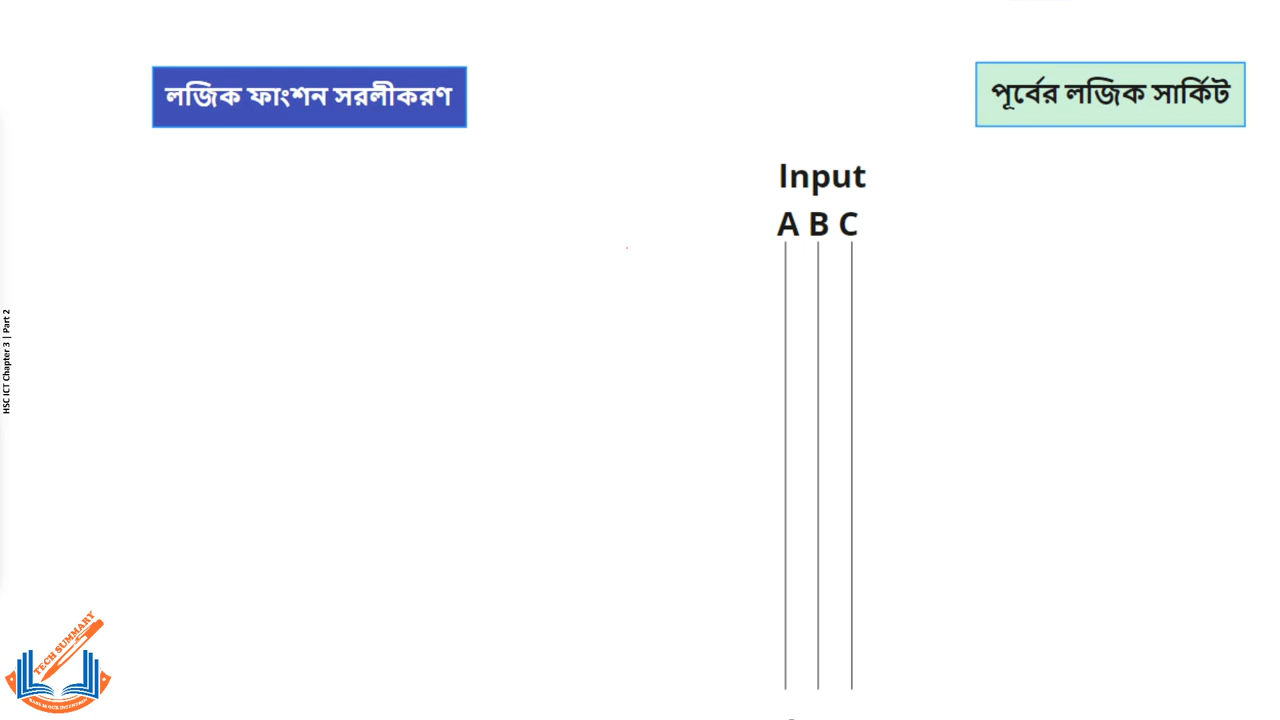 লজিক ফাংশন সরলীকরণ
পূর্বের লজিক সার্কিট
Input
A B C
HSC ICT Chapter 3 | Part 2
TECH SUMMARY